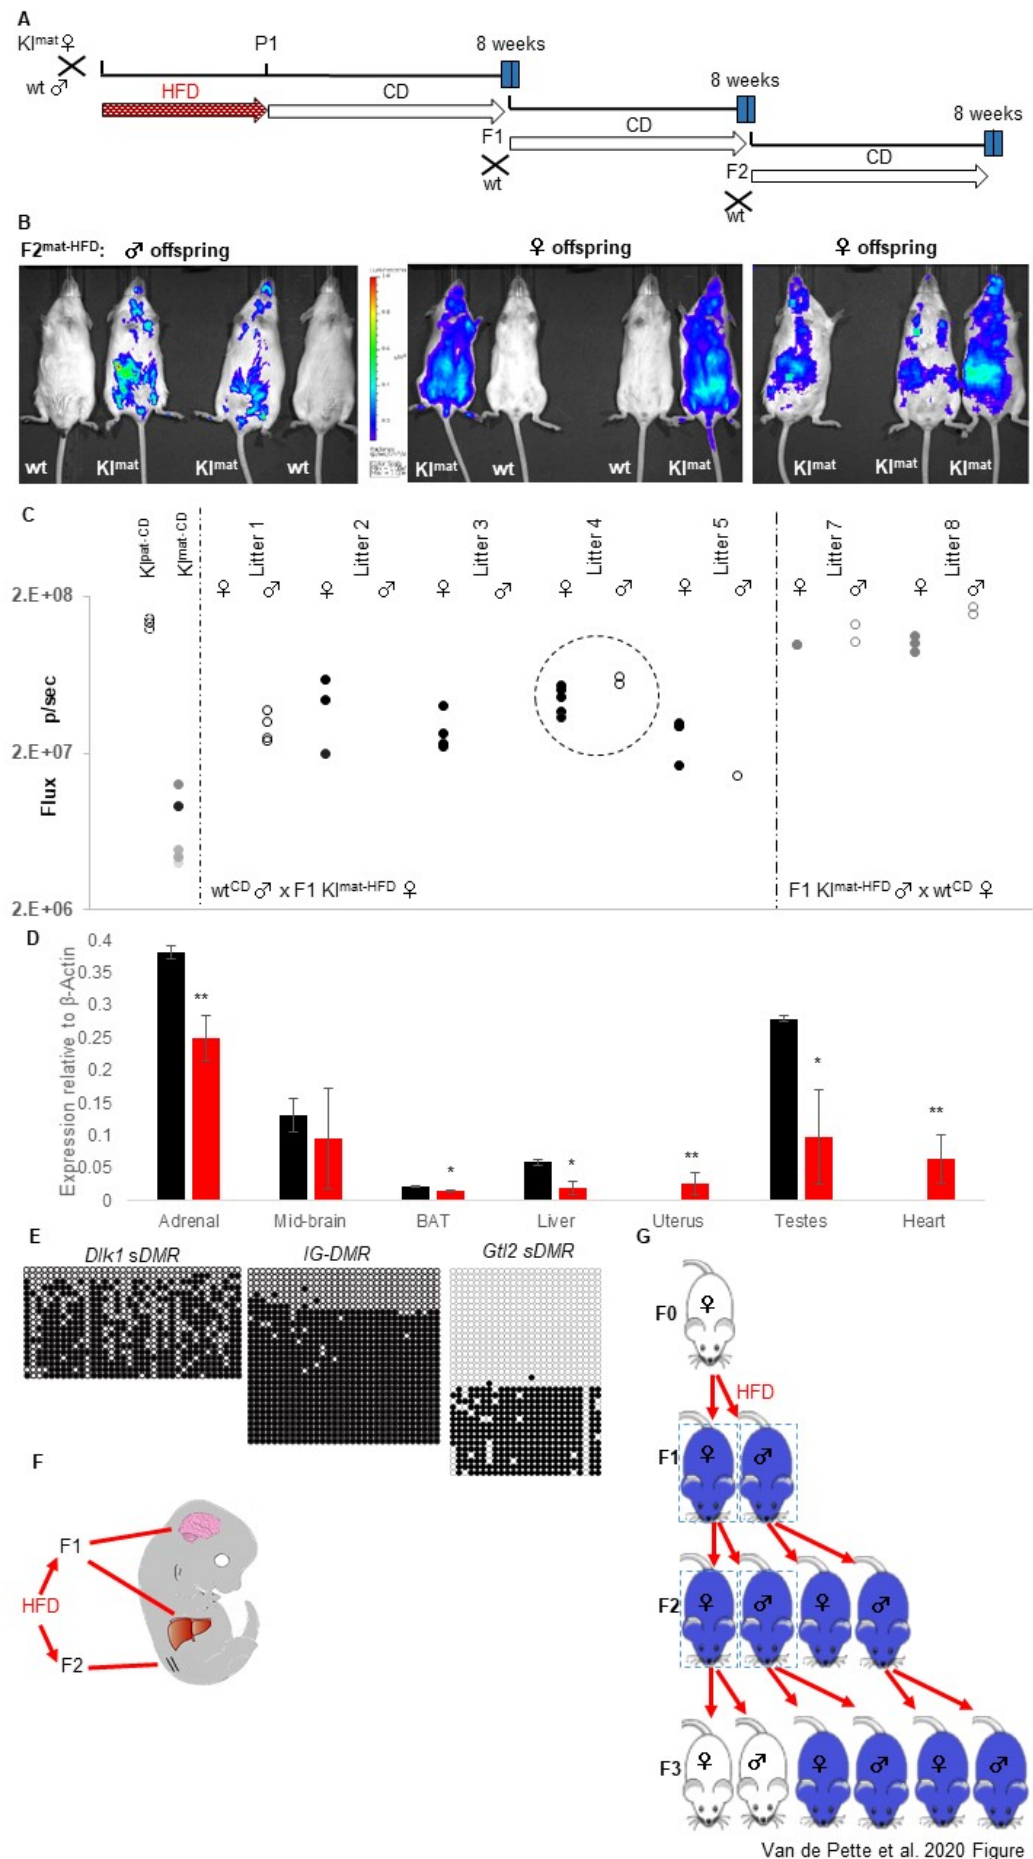 A
KI^mat ♀
P1
8 weeks
wt ♂
HFD
CD
8 weeks
F1
CD
8 weeks
wt
F2
CD
wt
B
F2^mat-HFD: ♂ offspring
♀ offspring
♀ offspring
wt
KI^mat
KI^mat
wt
KI^mat
wt
wt
KI^mat
KI^mat
KI^mat
KI^mat
C
KI^pat-CD
KI^mat-CD
Litter 1
Litter 2
Litter 3
Litter 4
Litter 5
Litter 7
Litter 8
♀ ♂ ♀ ♂ ♀ ♂ ♀ ♂ ♀ ♂ ♀ ♂ ♀ ♂
2.E+08
2.E+07
2.E+06
Flux p/sec
wt^CD ♂ x F1 KI^mat-HFD ♀
F1 KI^mat-HFD ♂ x wt^CD ♀
D
Expression relative to β-Actin
0.4
0.35
0.3
0.25
0.2
0.15
0.1
0.05
0
**
*
*
**
*
**
Adrenal
Mid-brain
BAT
Liver
Uterus
Testes
Heart
E
Dlk1 sDMR
IG-DMR
Gtl2 sDMR
F
F1
HFD
F2
G
F0
♀
HFD
F1
♀ ♂
F2
♀ ♂ ♀ ♂
F3
♀ ♂ ♀ ♂ ♀ ♂
Van de Pette et al. 2020 Figure